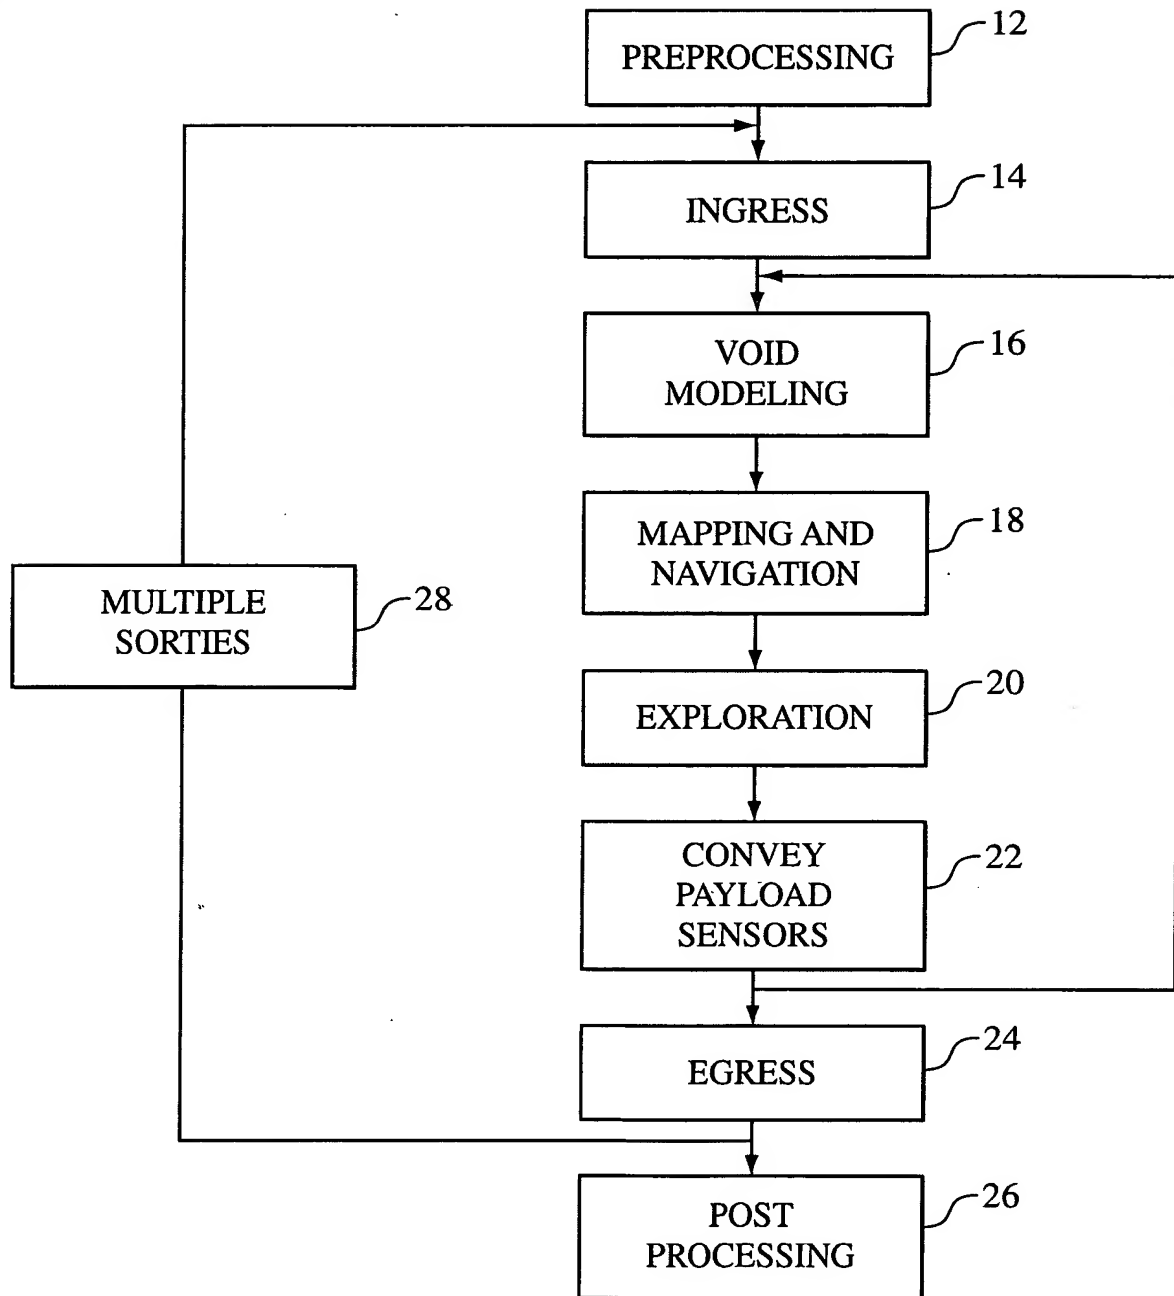 PREPROCESSING
12
INGRESS
14
VOID
MODELING
16
MAPPING AND
NAVIGATION
18
MULTIPLE
SORTIES
28
EXPLORATION
20
CONVEY
PAYLOAD
SENSORS
22
EGRESS
24
POST
PROCESSING
26